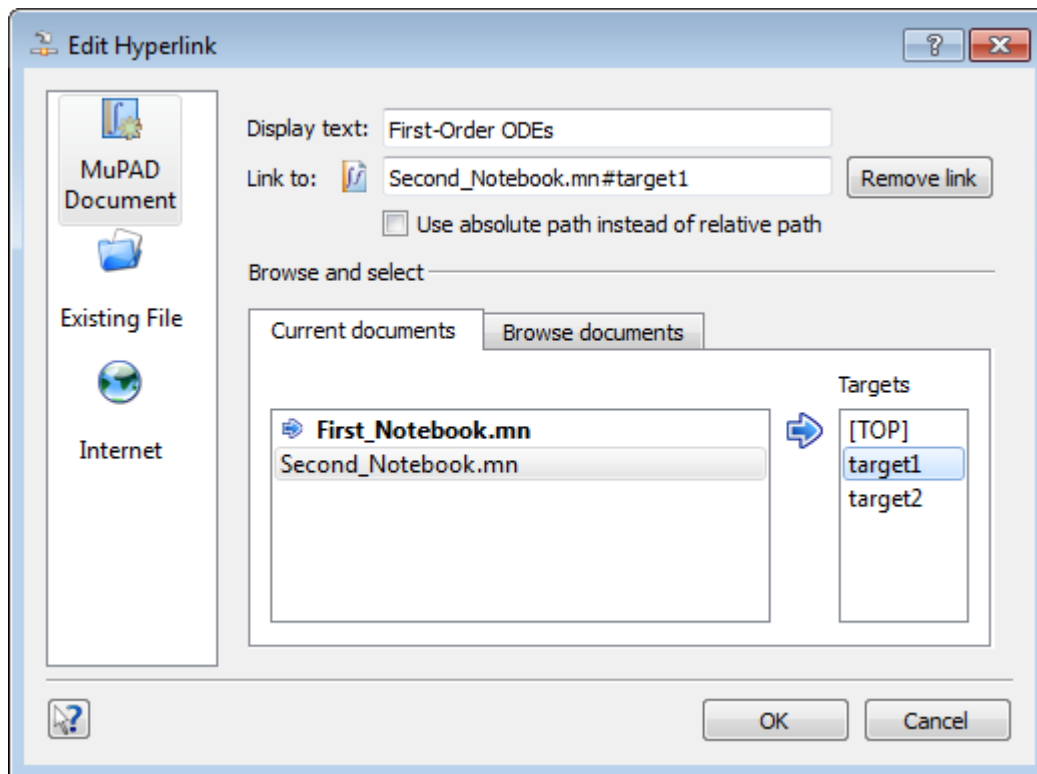 Edit Hyperlink
MuPAD
Document
Existing File
Internet
Display text: First-Order ODEs
Link to: Second_Notebook.mn#target1 Remove link
Use absolute path instead of relative path
Browse and select
Current documents Browse documents
Targets
First_Notebook.mn [TOP]
Second_Notebook.mn target1
target2
OK Cancel